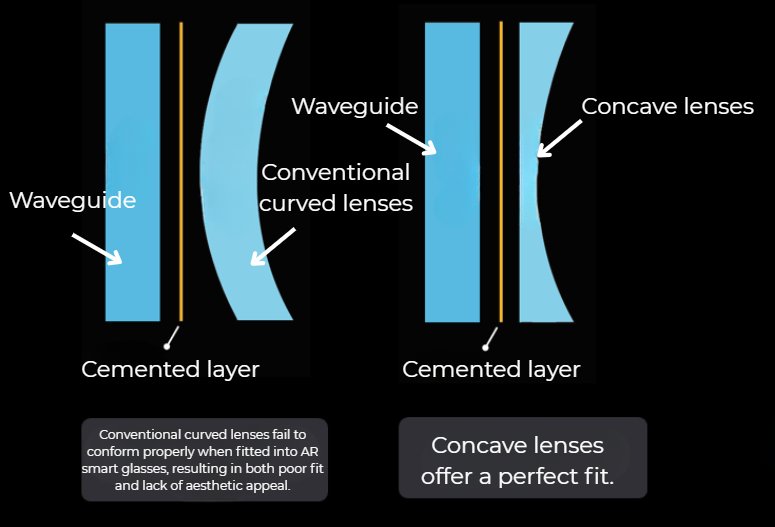 Waveguide
Concave lenses
Conventional
curved lenses
Waveguide
Cemented layer
Cemented layer
Conventional curved lenses fail to
conform properly when fitted into AR
smart glasses, resulting in both poor fit
and lack of aesthetic appeal.
Concave lenses
offer a perfect fit.